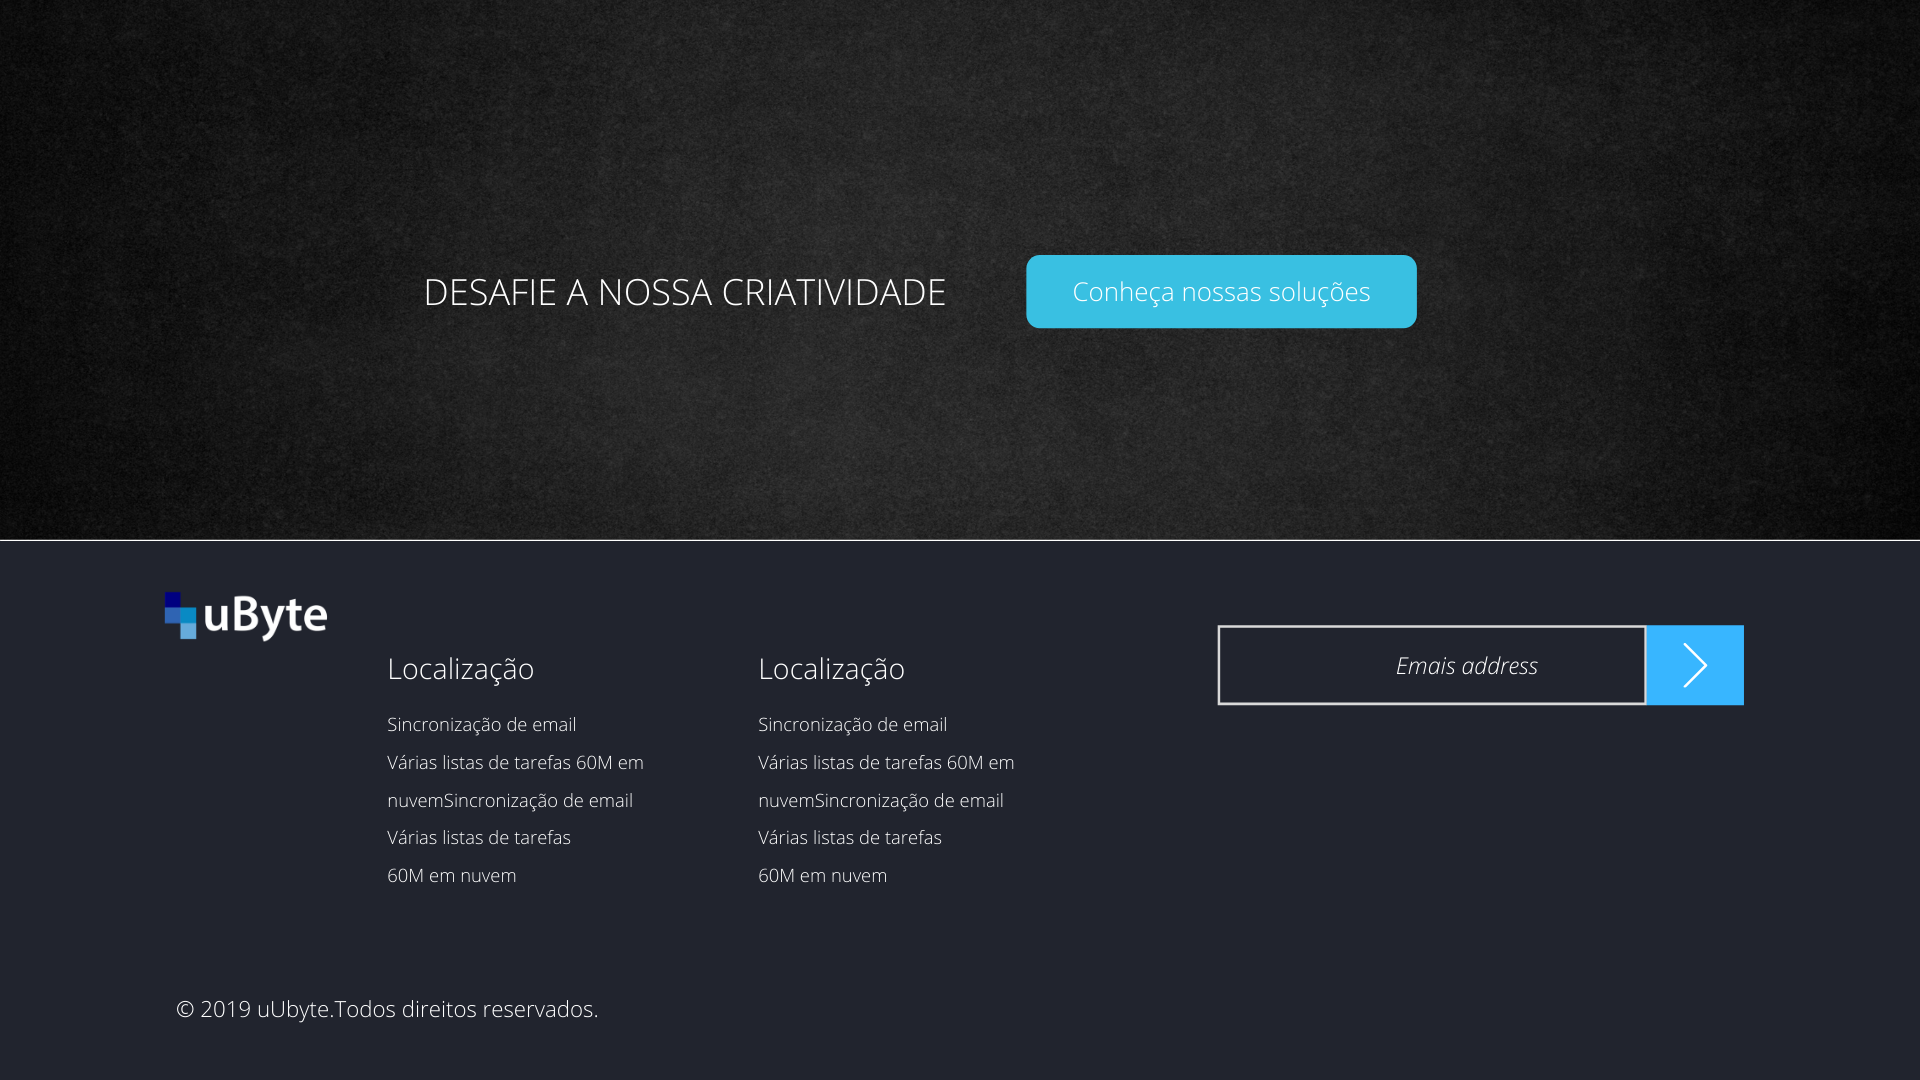 DESAFIE A NOSSA CRIATIVIDADE
Conheça nossas soluções
uByte
Localização
Sincronização de email
Várias listas de tarefas 60M em
nuvemSincronização de email
Várias listas de tarefas
60M em nuvem
Localização
Sincronização de email
Várias listas de tarefas 60M em
nuvemSincronização de email
Várias listas de tarefas
60M em nuvem
Emais address
© 2019 uUbyte.Todos direitos reservados.